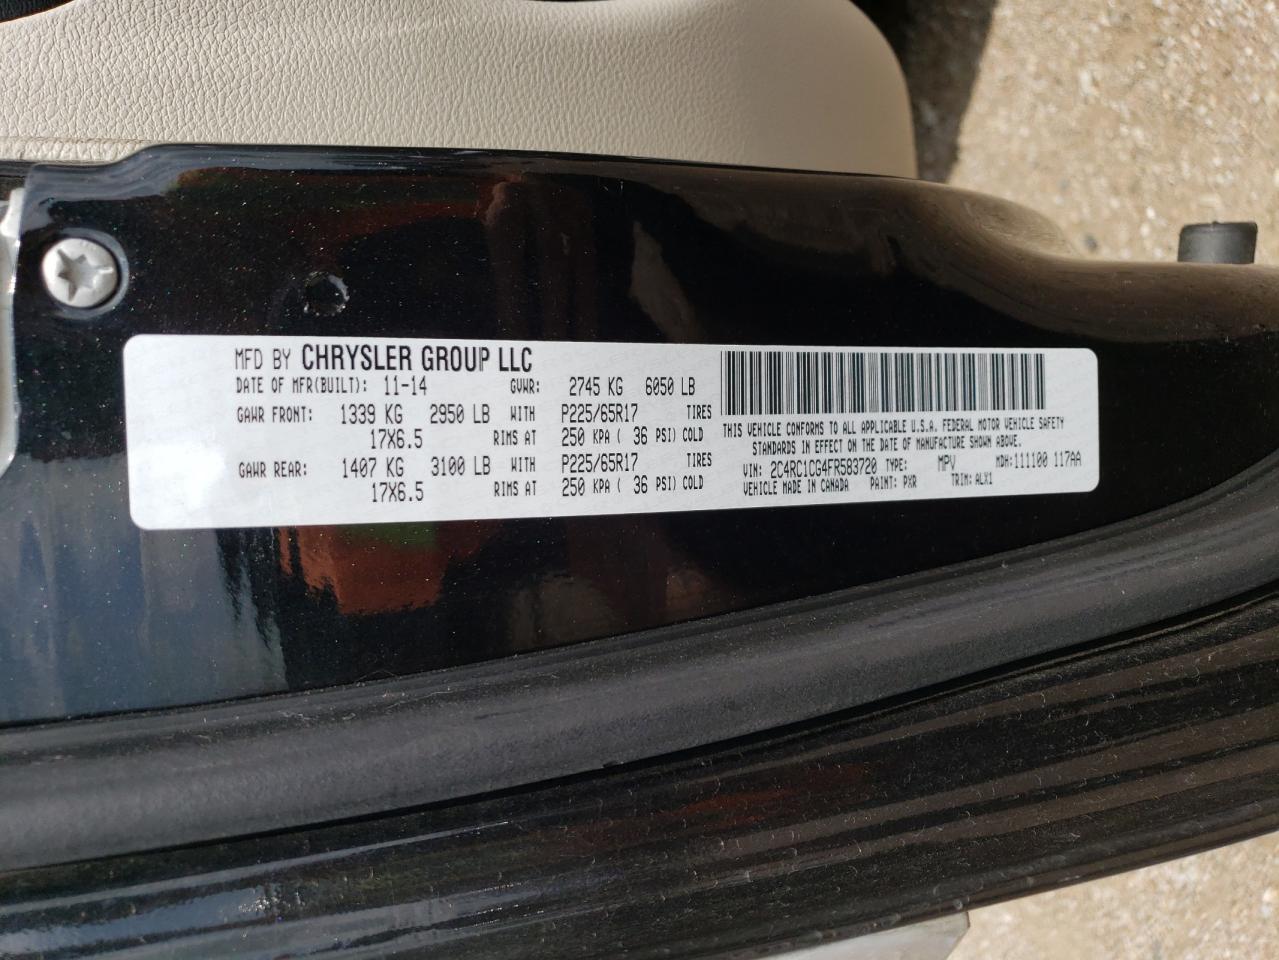 MFD BY CHRYSLER GROUP LLC
DATE OF MFR(BUILT): 11-14 GVWR: 2745 KG 6050 LB
GAWR FRONT: 1339 KG 2950 LB WITH P225/65R17 TIRES
17X6.5 RIMS AT 250 KPA ( 36 PSI) COLD
GAWR REAR: 1407 KG 3100 LB WITH P225/65R17 TIRES
17X6.5 RIMS AT 250 KPA ( 36 PSI) COLD
THIS VEHICLE CONFORMS TO ALL APPLICABLE U.S.A. FEDERAL MOTOR VEHICLE SAFETY
STANDARDS IN EFFECT ON THE DATE OF MANUFACTURE SHOWN ABOVE.
VIN: 2C4RC1CG4FR583720 TYPE: MPV MDH:111100 117AA
VEHICLE MADE IN CANADA PAINT: PXR TRIM: ALX1